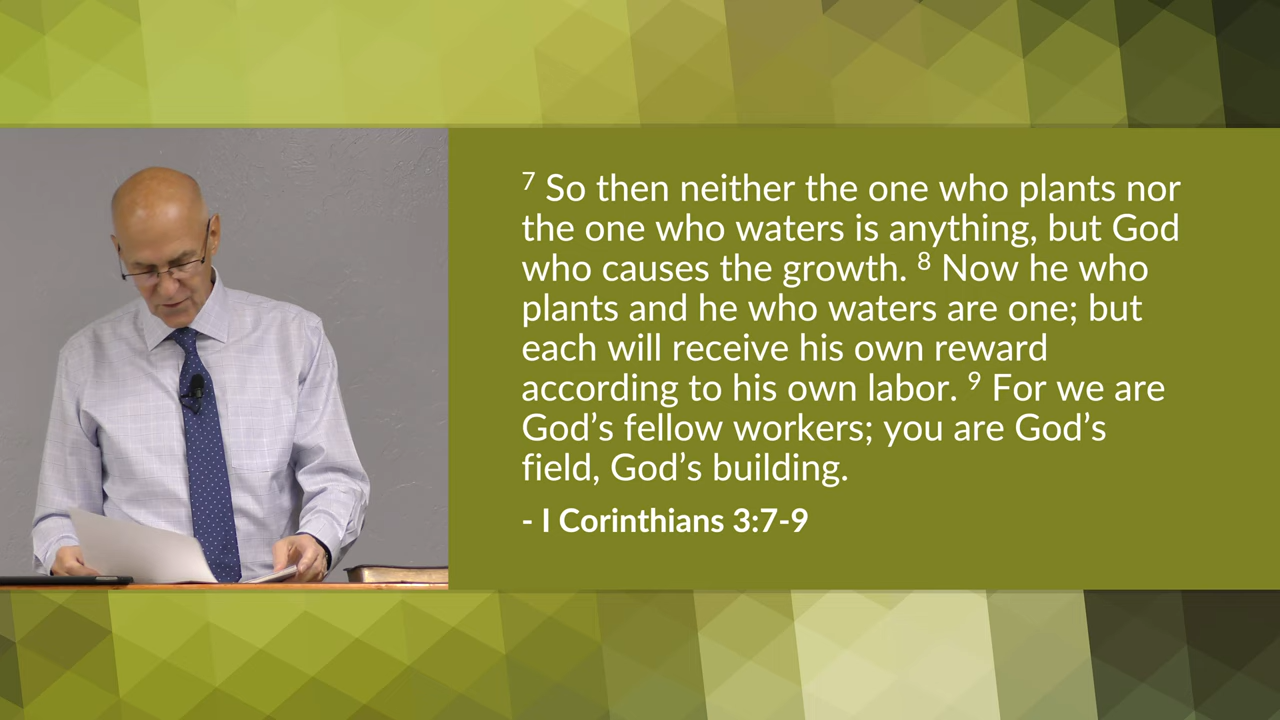 7 So then neither the one who plants nor
the one who waters is anything, but God
who causes the growth. 8 Now he who
plants and he who waters are one; but
each will receive his own reward
according to his own labor. 9 For we are
God’s fellow workers; you are God’s
field, God’s building.
- I Corinthians 3:7-9